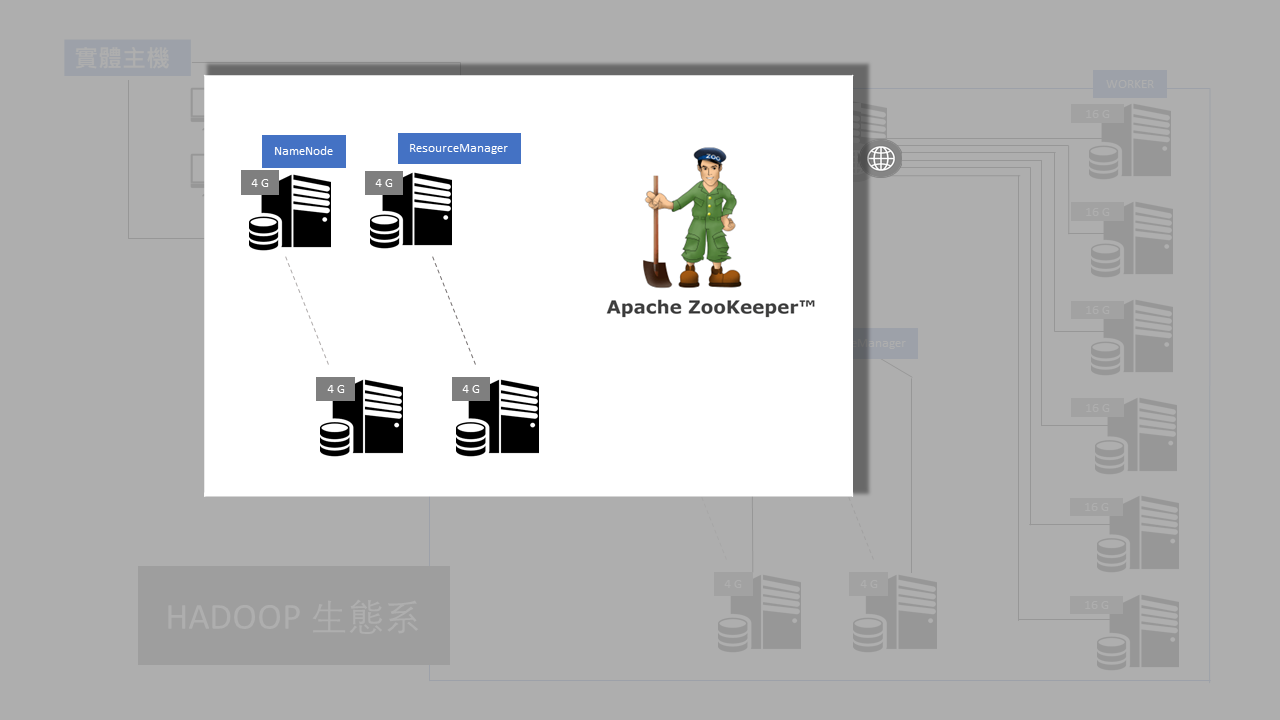 實體主機
WORKER
16 G
NameNode
ResourceManager
4 G
4 G
ZOO
Apache ZooKeeper™
16 G
16 G
Manager
4 G
4 G
16 G
16 G
4 G
4 G
HADOOP 生態系
16 G